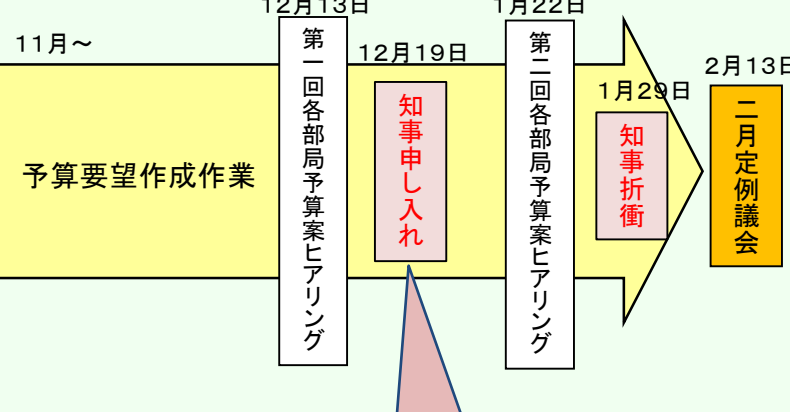 11月～
予算要望作成作業
12月13日
第一回各部局予算案ヒアリング
12月19日
知事申し入れ
1月22日
第二回各部局予算案ヒアリング
1月29日
知事折衝
2月13日
二月定例議会